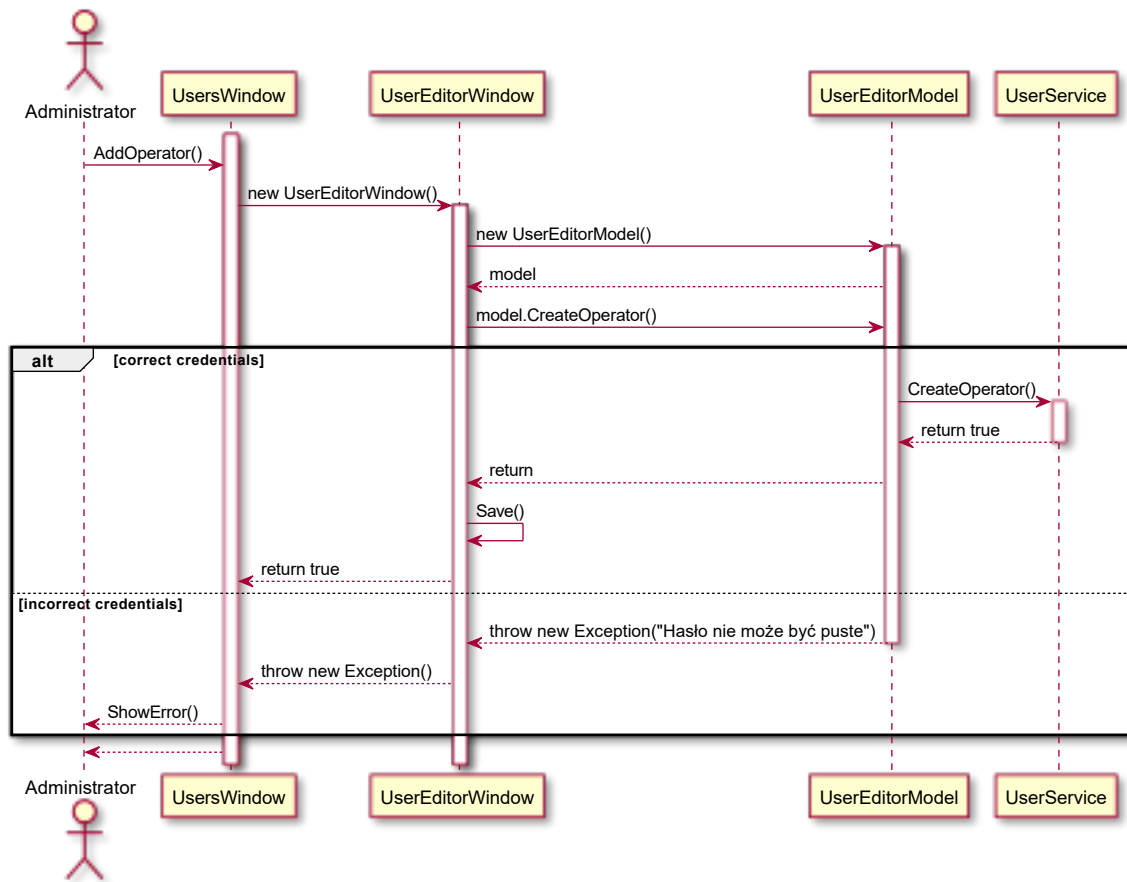 Administrator
UsersWindow
UserEditorWindow
UserEditorModel
UserService
AddOperator()
new UserEditorWindow()
new UserEditorModel()
model
model.CreateOperator()
alt [correct credentials]
CreateOperator()
return true
return
Save()
return true
[incorrect credentials]
throw new Exception("Hasło nie może być puste")
throw new Exception()
ShowError()
Administrator
UsersWindow
UserEditorWindow
UserEditorModel
UserService